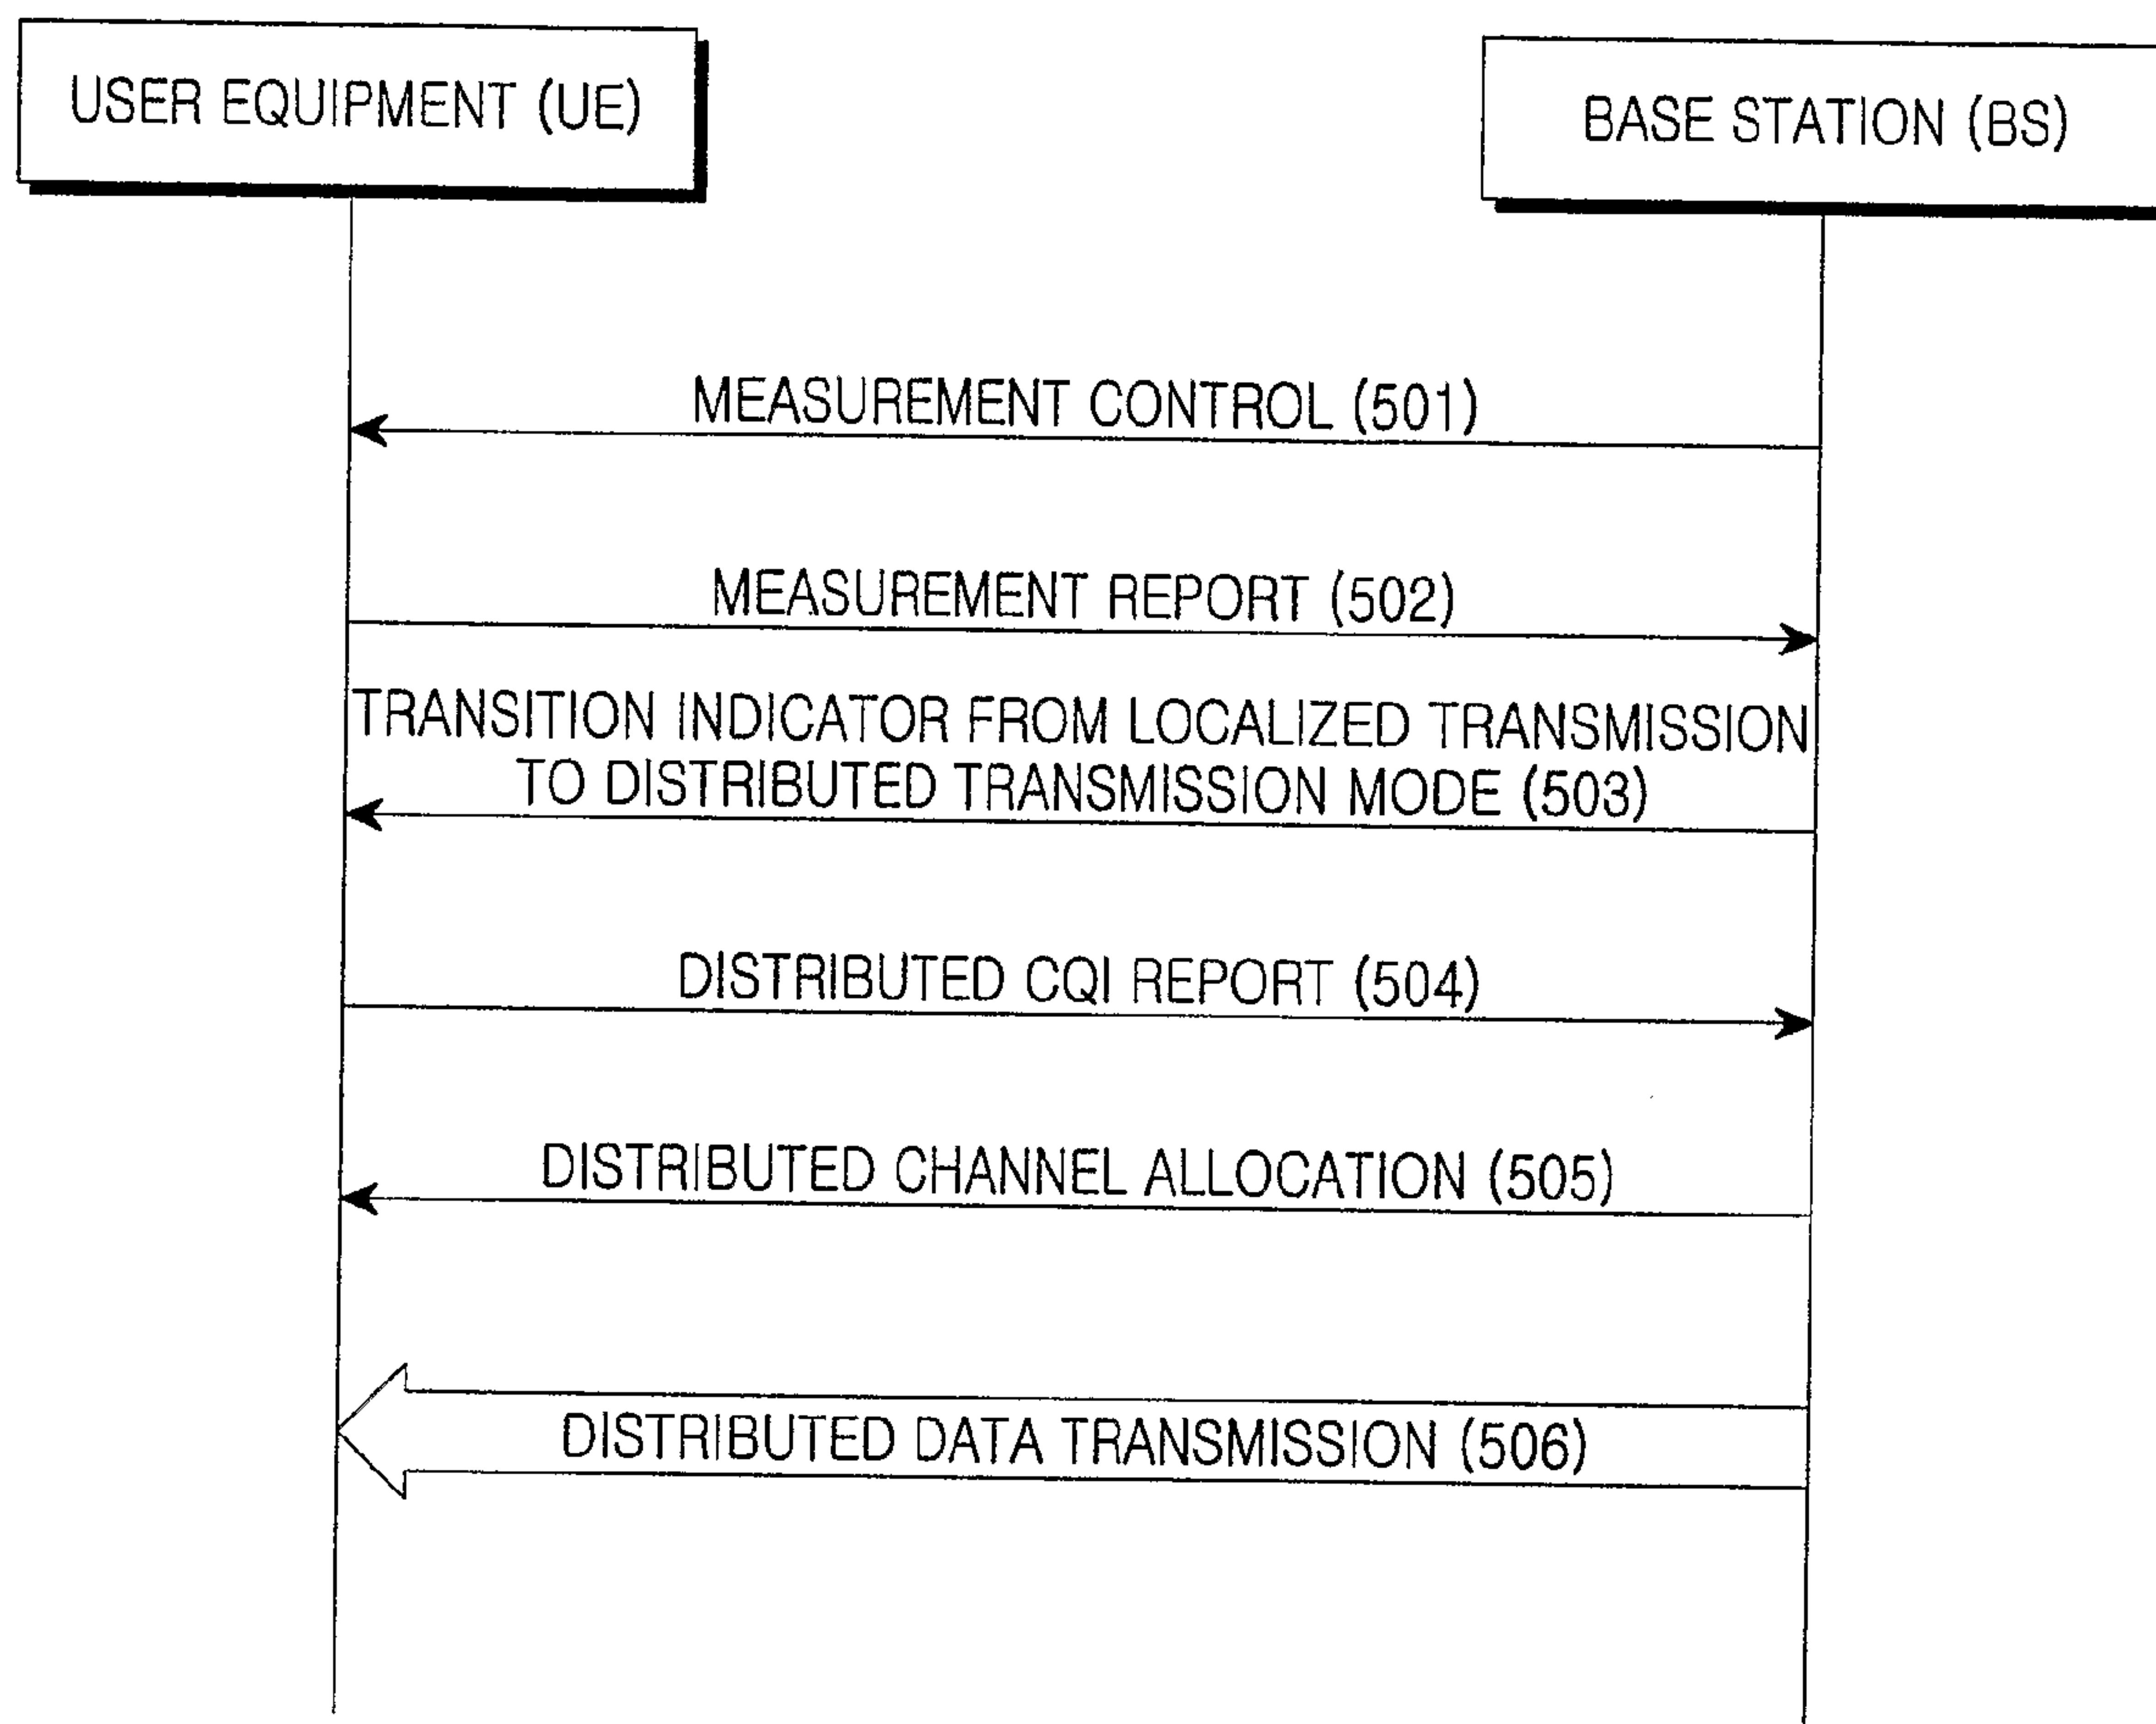 USER EQUIPMENT (UE)
BASE STATION (BS)
MEASUREMENT CONTROL (501)
MEASUREMENT REPORT (502)
TRANSITION INDICATOR FROM LOCALIZED TRANSMISSION
TO DISTRIBUTED TRANSMISSION MODE (503)
DISTRIBUTED CQI REPORT (504)
DISTRIBUTED CHANNEL ALLOCATION (505)
DISTRIBUTED DATA TRANSMISSION (506)